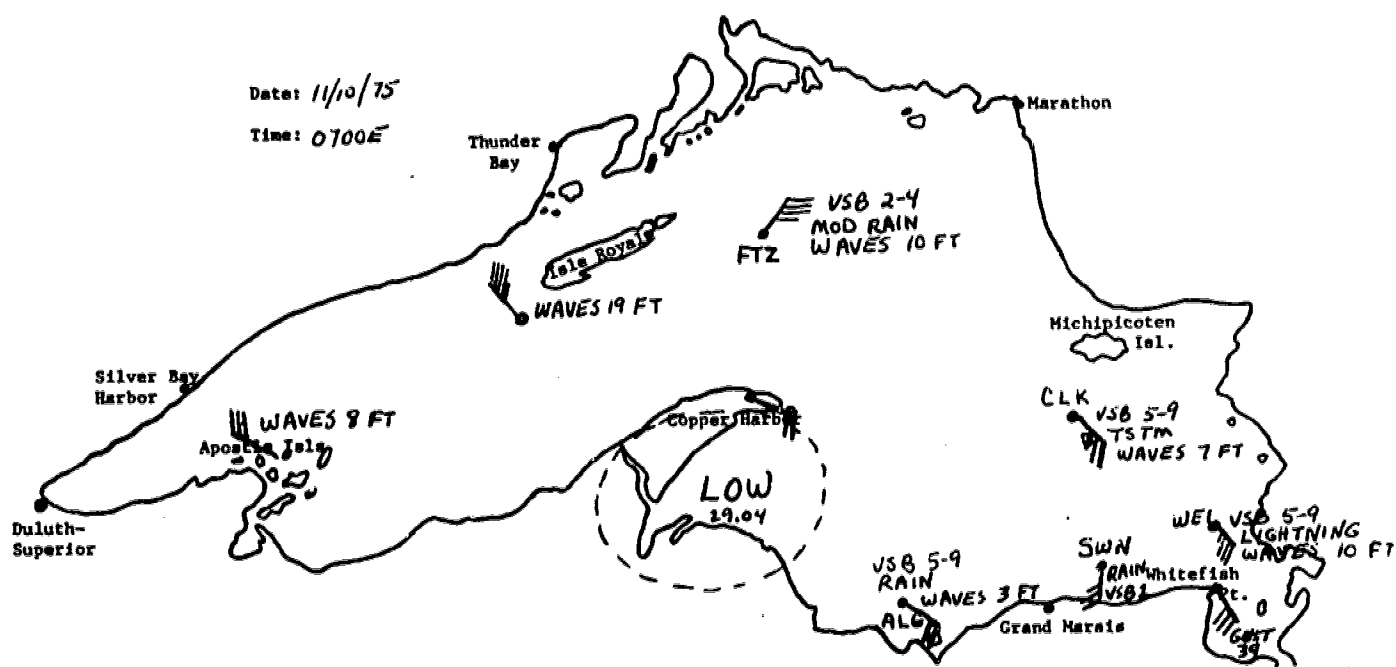 Date: 11/10/75
Time: 0700E
Marathon
Thunder
Bay
VSB 2-4
MOD RAIN
WAVES 10 FT
FTZ
Isle Royale
WAVES 19 FT
Michipicoten
Isl.
Silver Bay
Harbor
WAVES 8 FT
Apostle Isls
Copper Harbor
CLK
VSB 5-9
TSTM
WAVES 7 FT
LOW
29.04
Duluth-
Superior
WEL
VSB 5-9
LIGHTNING
WAVES 10 FT
VSB 5-9
RAIN
WAVES 3 FT
ALG
SWN
RAIN
VSB 1
Whitefish
Pt.
Grand Marais
GUST
39